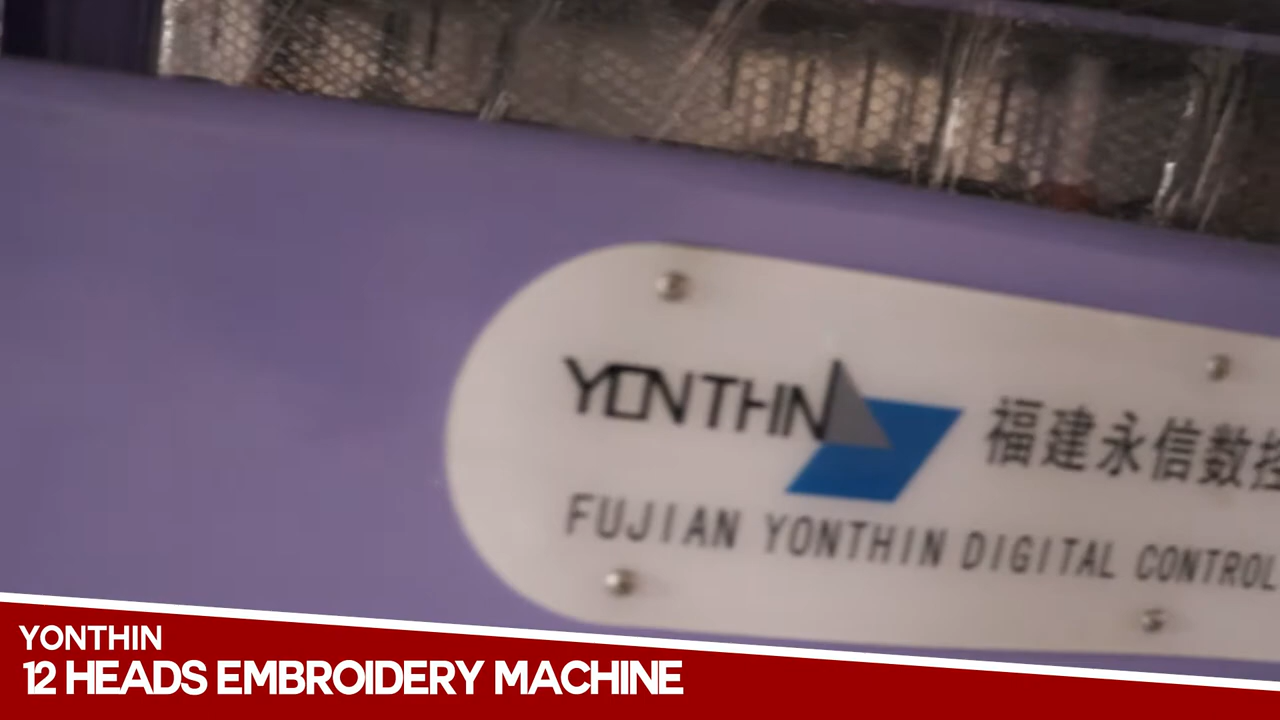 YONTHIN
福建永信数控
FUJIAN YONTHIN DIGITAL CONTROL
YONTHIN
12 HEADS EMBROIDERY MACHINE